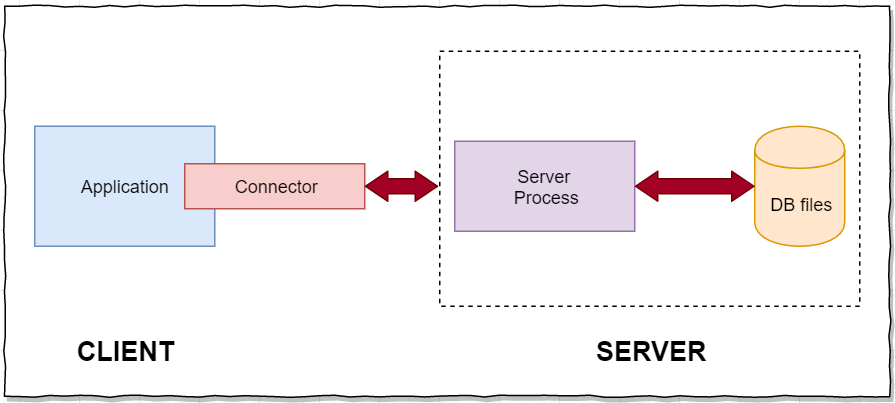 Application
Connector
Server
Process
DB files
CLIENT
SERVER